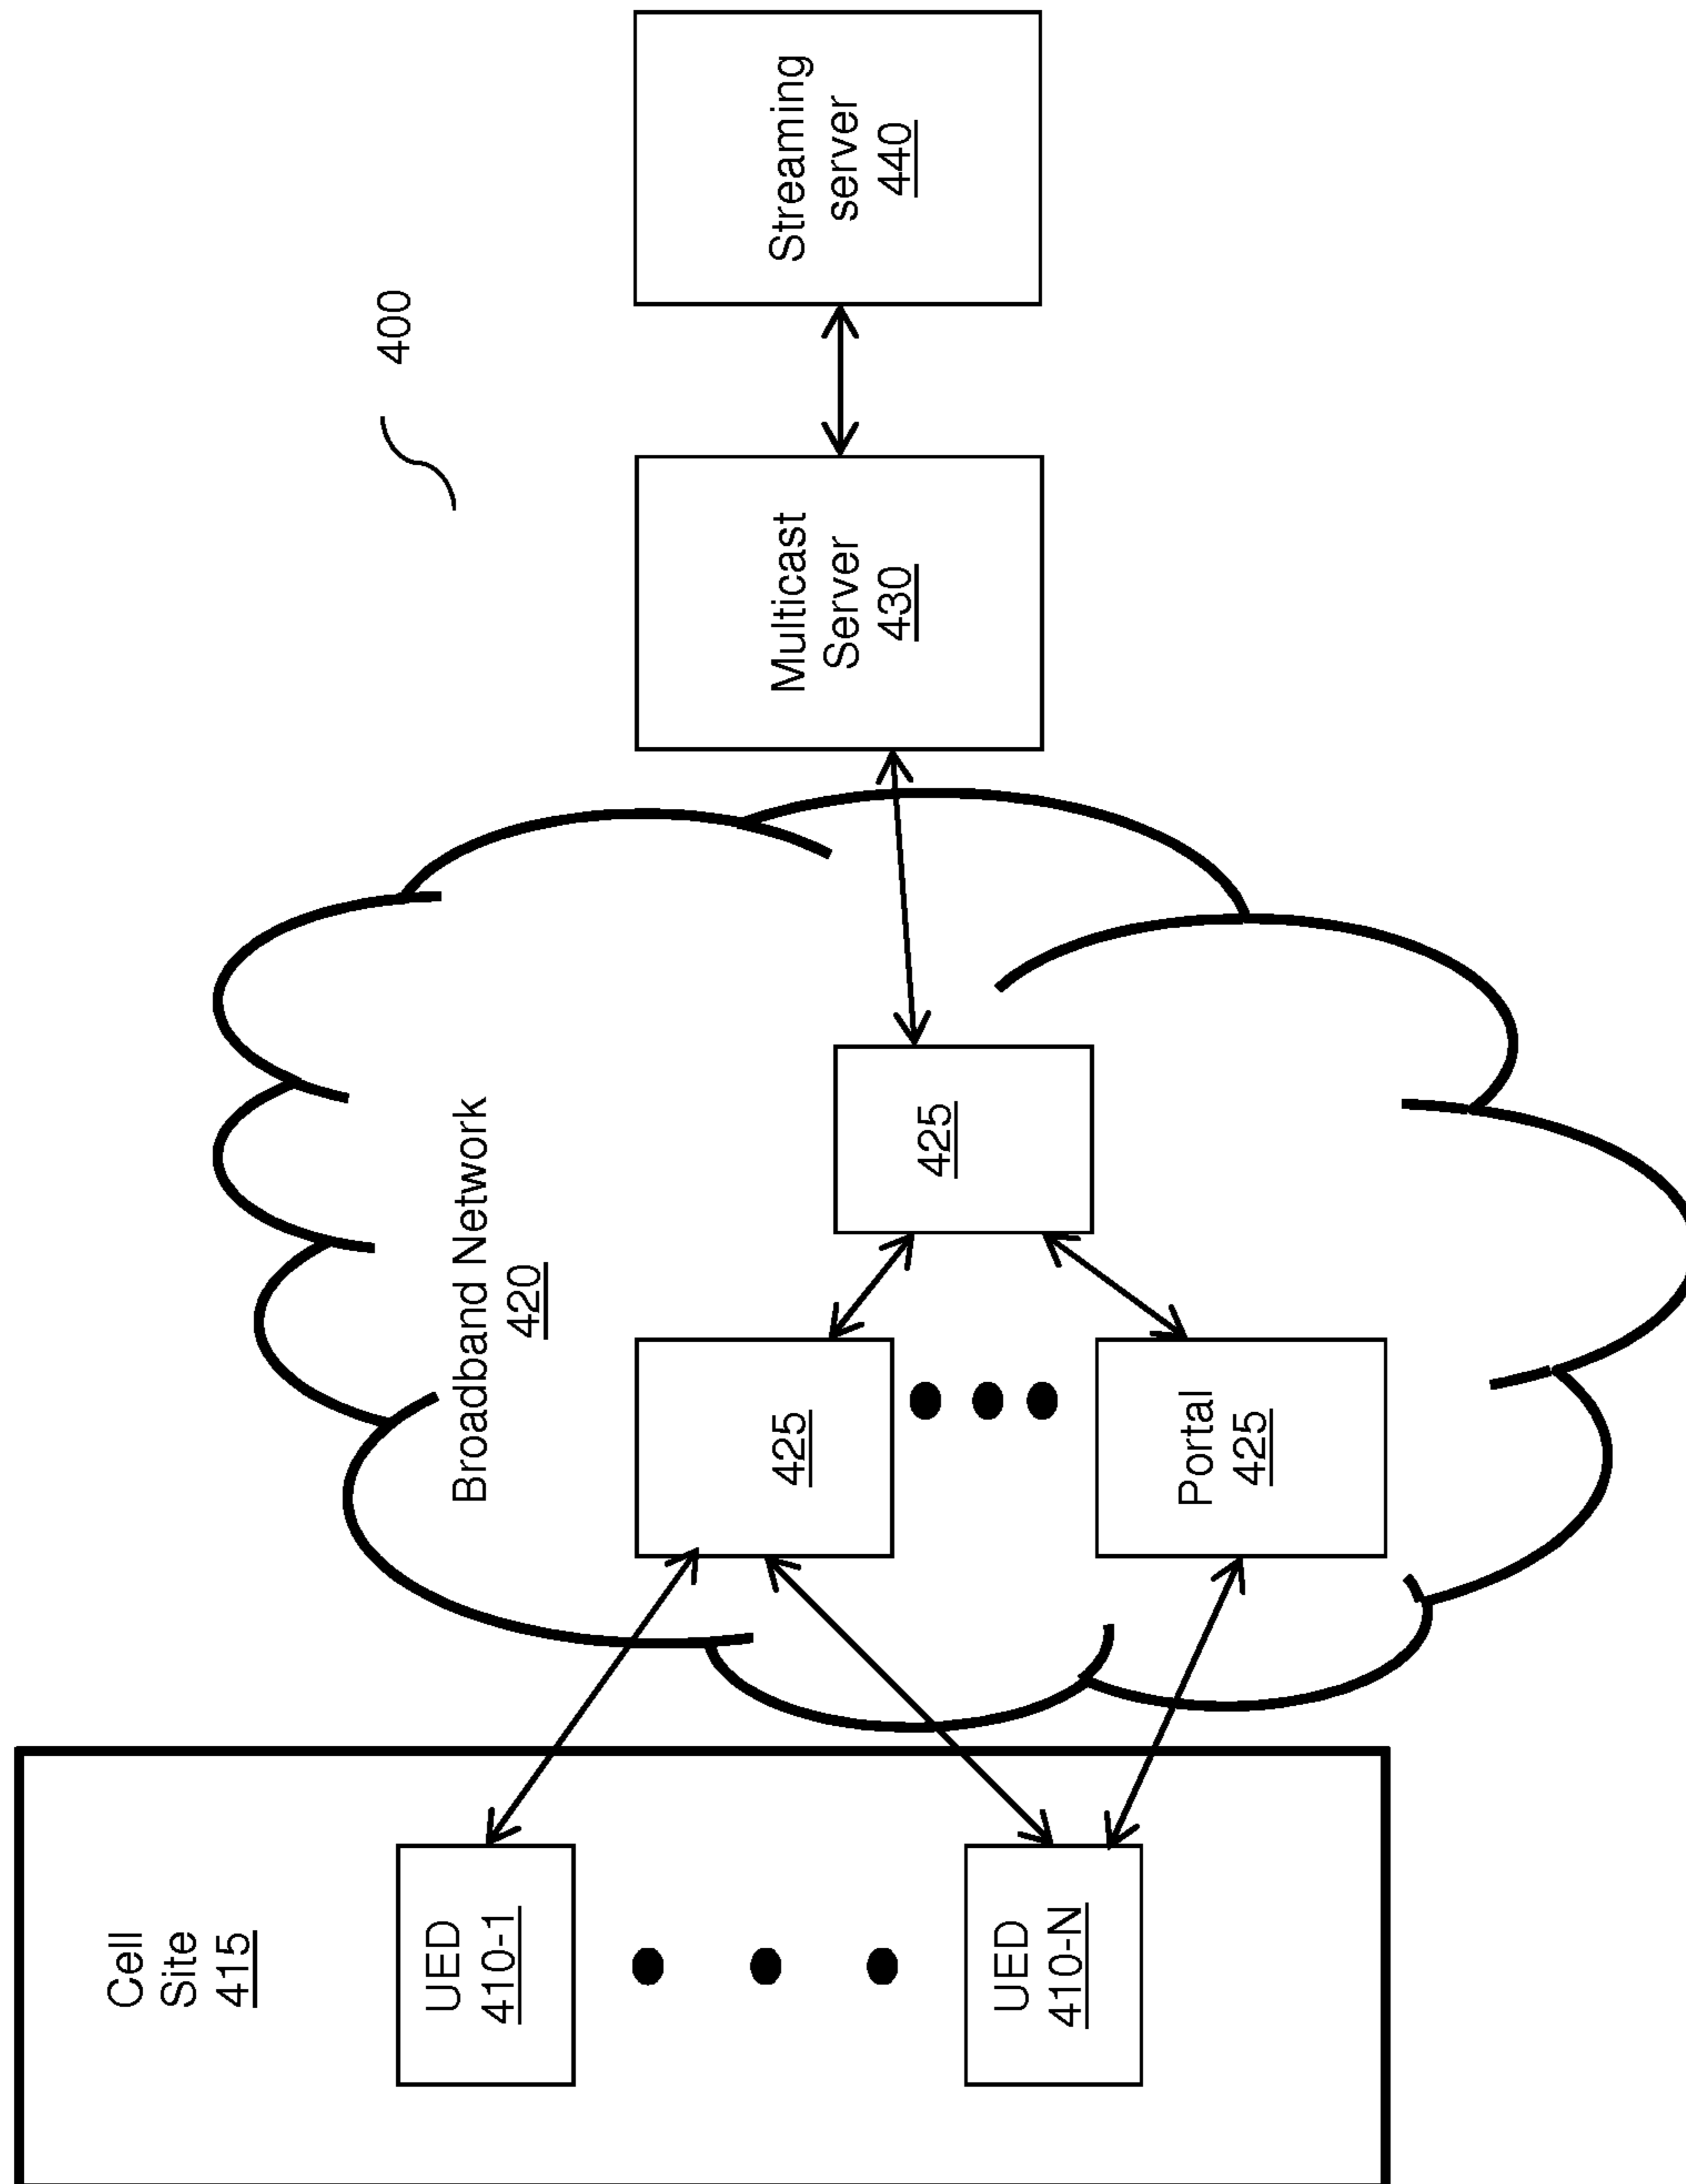 400
Cell
Site
415
UED
410-1
UED
410-N
Broadband Network
420
425
Portal
425
425
Multicast
Server
430
Streaming
server
440